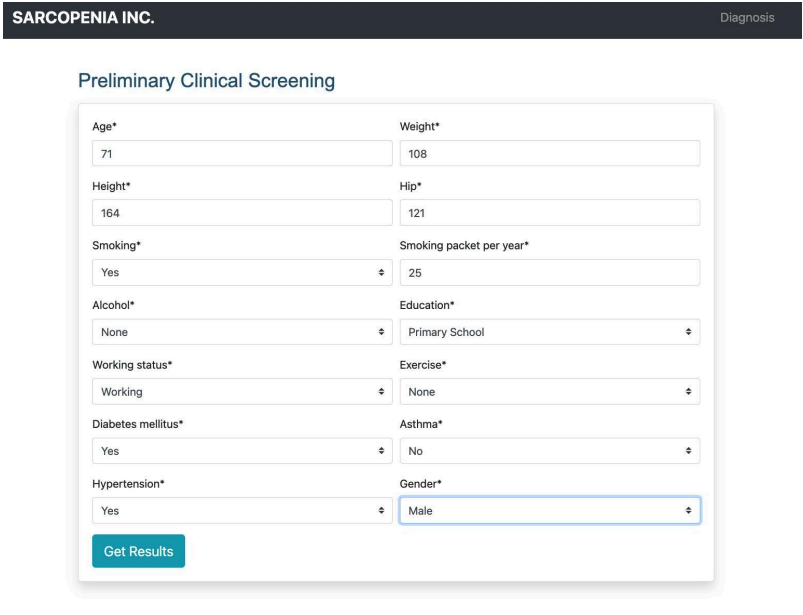 SARCOPENIA INC. Diagnosis
Preliminary Clinical Screening
Age* Weight*
71 108
Height* Hip*
164 121
Smoking* Smoking packet per year*
Yes 25
Alcohol* Education*
None Primary School
Working status* Exercise*
Working None
Diabetes mellitus* Asthma*
Yes No
Hypertension* Gender*
Yes Male
Get Results